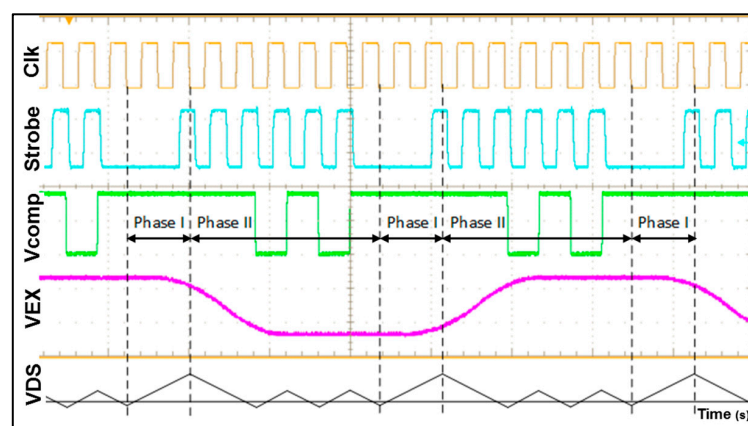 Clk
Strobe
Vcomp
Phase I Phase II Phase I Phase II Phase I
VEX
VDS
Time (s)